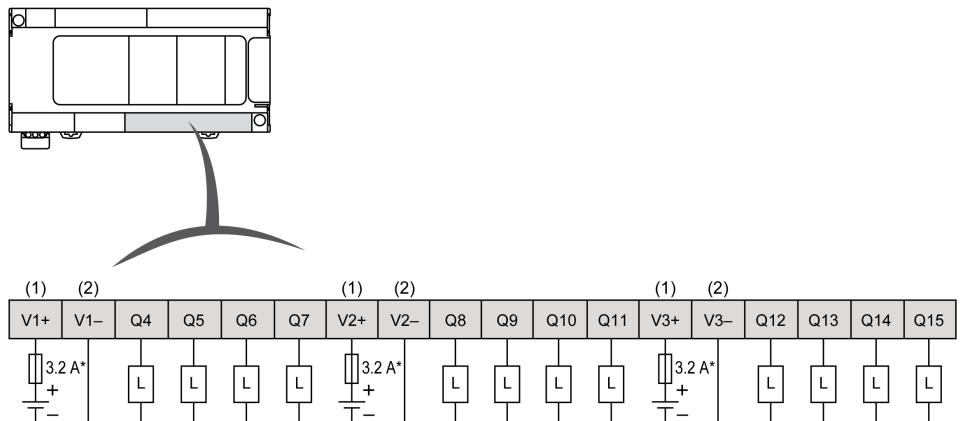 (1) (2) (1) (2) (1) (2)
V1+ V1– Q4 Q5 Q6 Q7 V2+ V2– Q8 Q9 Q10 Q11 V3+ V3– Q12 Q13 Q14 Q15
3.2 A* 3.2 A* 3.2 A*
L L L L L L L L L L L L
+ + +
– – –